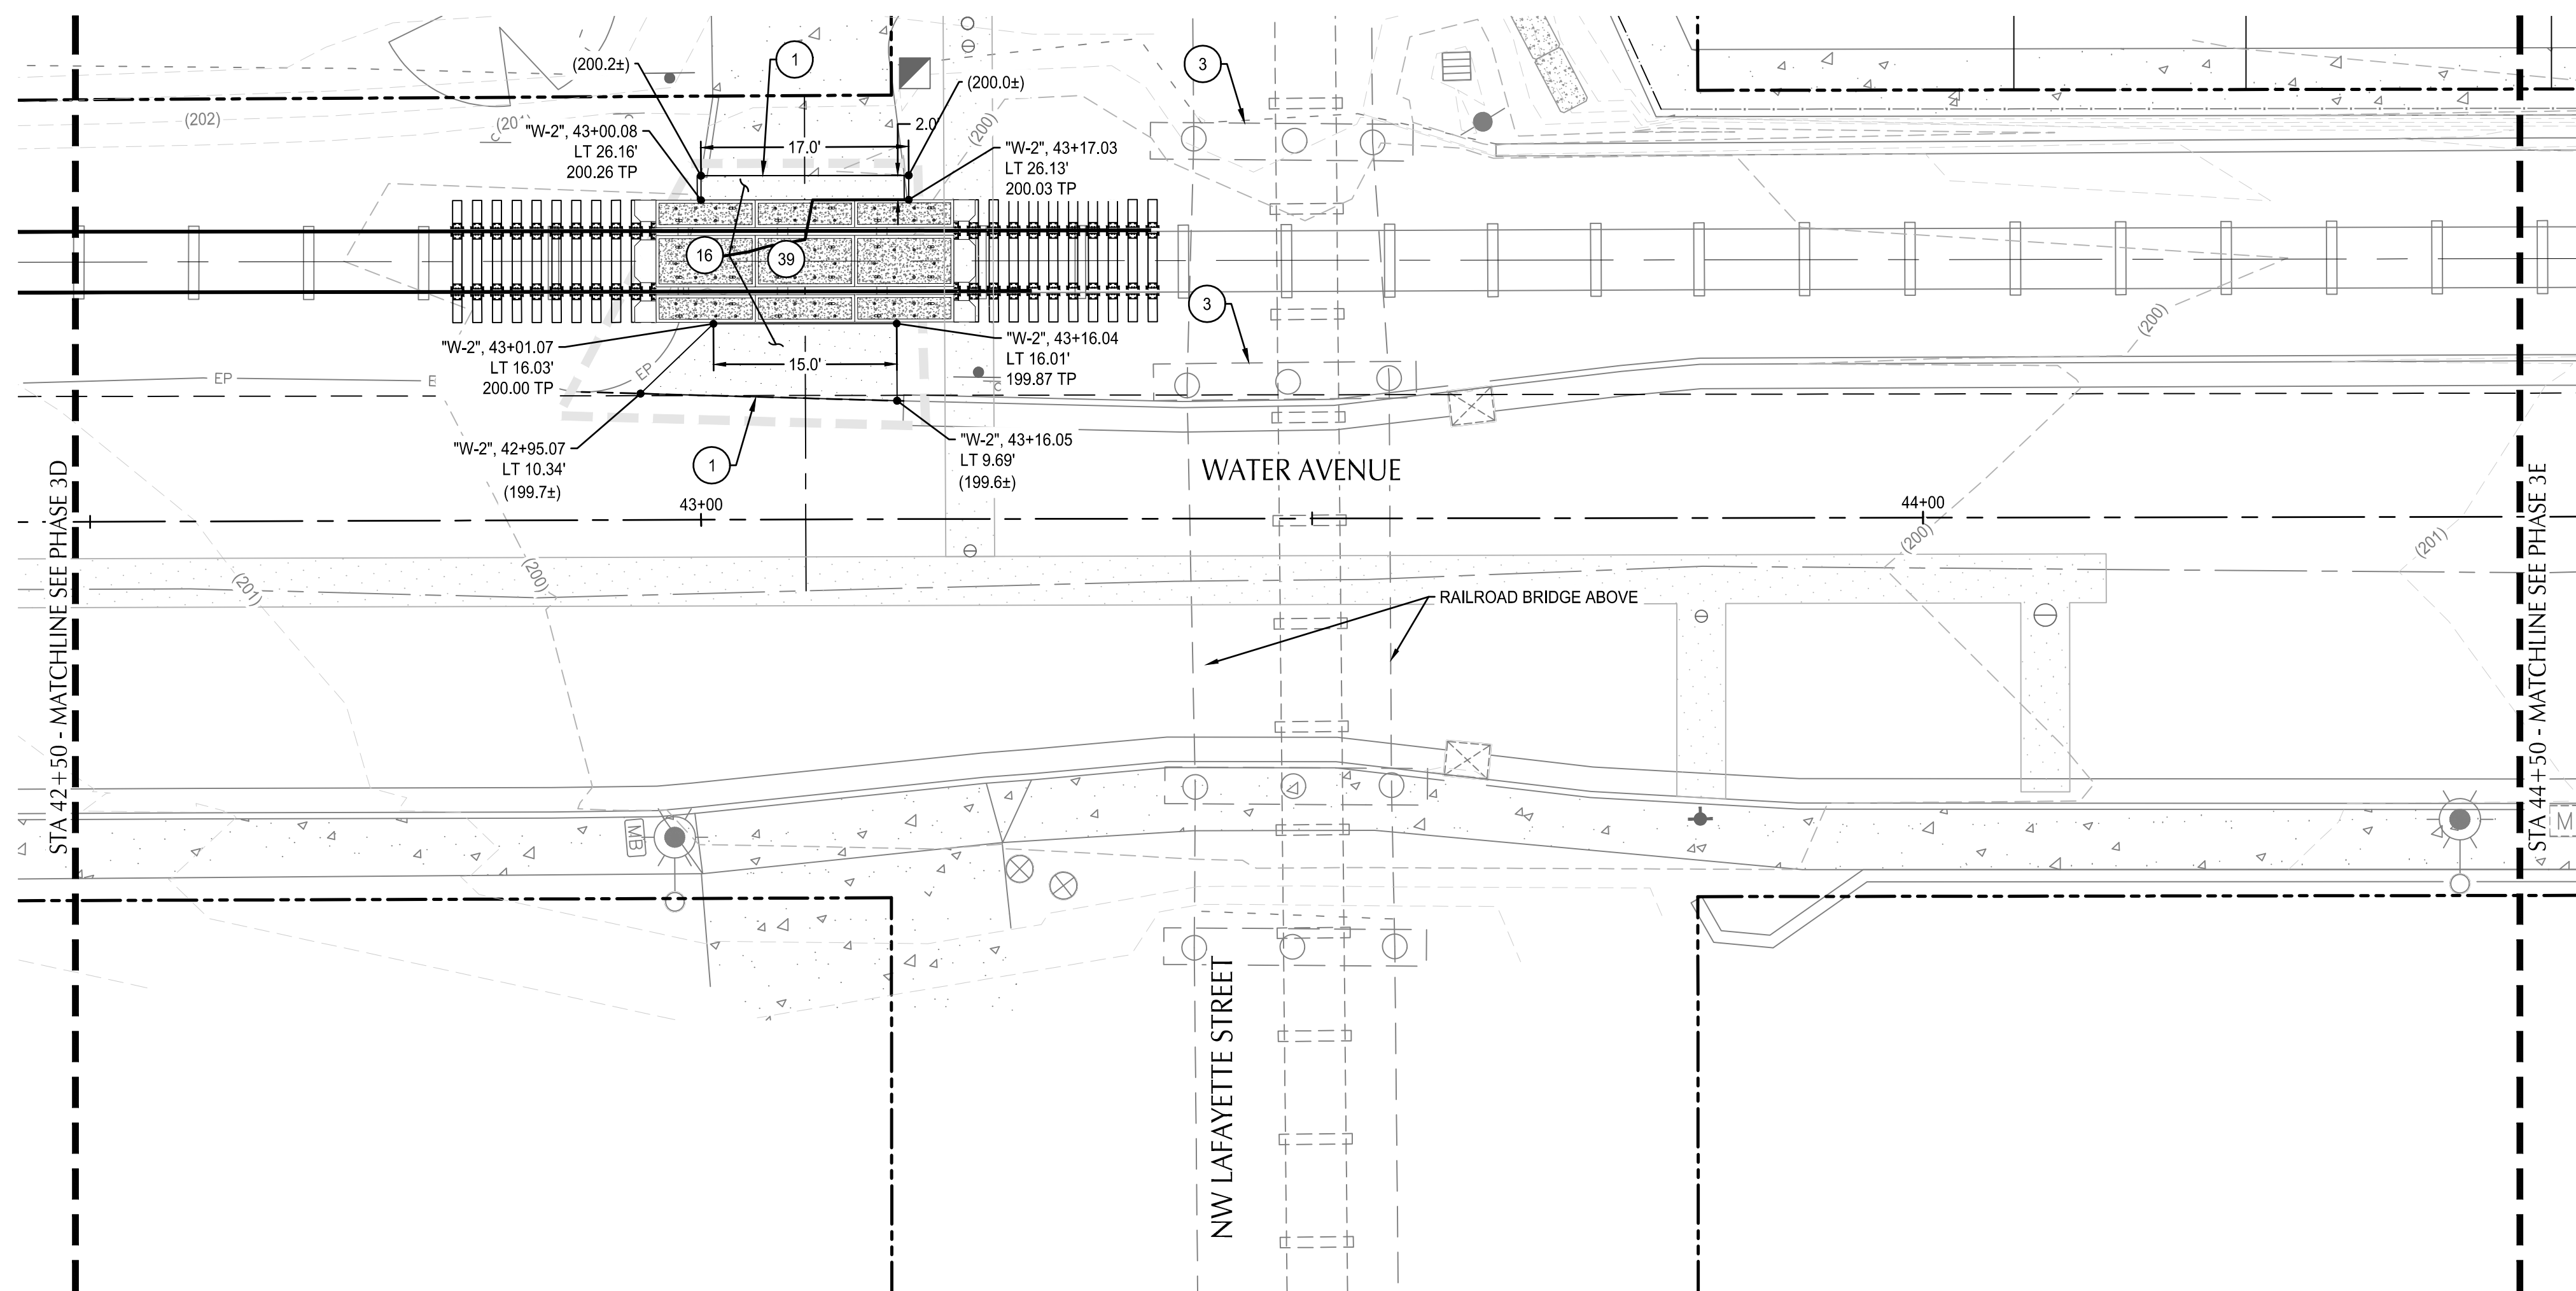 (200.2±)
1
3
(200.0±)
(202)
"W-2", 43+00.08
LT 26.16'
200.26 TP
2.0'
(200)
17.0'
"W-2", 43+17.03
LT 26.13'
200.03 TP
16
39
3
(200)
"W-2", 43+01.07
LT 16.03'
200.00 TP
EP
EP
15.0'
"W-2", 43+16.04
LT 16.01'
199.87 TP
"W-2", 42+95.07
LT 10.34'
(199.7±)
1
"W-2", 43+16.05
LT 9.69'
(199.6±)
WATER AVENUE
43+00
44+00
(201)
(200)
(200)
(201)
RAILROAD BRIDGE ABOVE
STA 42+50 - MATCHLINE SEE PHASE 3D
STA 44+50 - MATCHLINE SEE PHASE 3E
MB
M
NW LAFAYETTE STREET